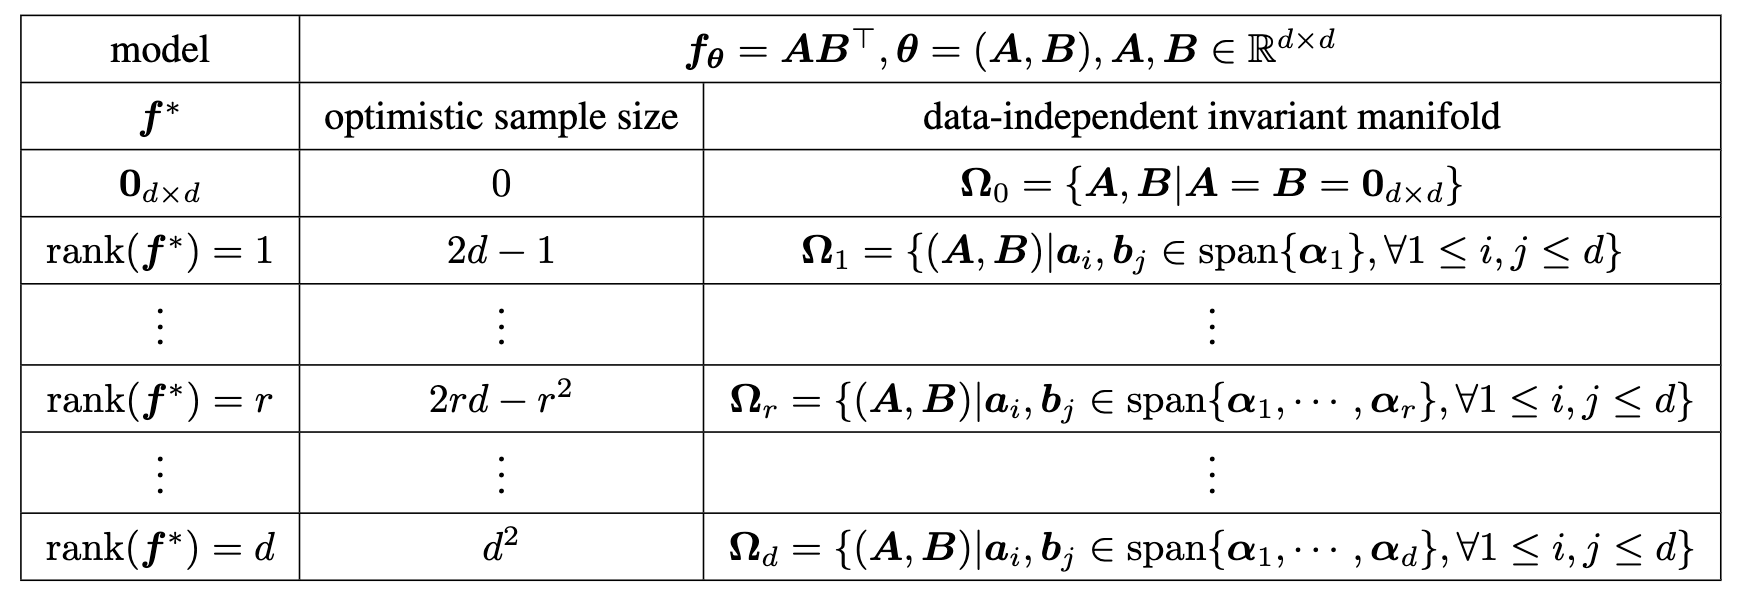 model f_θ = AB^⊤, θ = (A, B), A, B ∈ ℝ^{d×d}
f* optimistic sample size data-independent invariant manifold
0_{d×d} 0 Ω_0 = {A, B|A = B = 0_{d×d}}
rank(f*) = 1 2d − 1 Ω_1 = {(A, B)|a_i, b_j ∈ span{α_1}, ∀1 ≤ i, j ≤ d}
⋮ ⋮ ⋮
rank(f*) = r 2rd − r² Ω_r = {(A, B)|a_i, b_j ∈ span{α_1, ⋯ , α_r}, ∀1 ≤ i, j ≤ d}
⋮ ⋮ ⋮
rank(f*) = d d² Ω_d = {(A, B)|a_i, b_j ∈ span{α_1, ⋯ , α_d}, ∀1 ≤ i, j ≤ d}